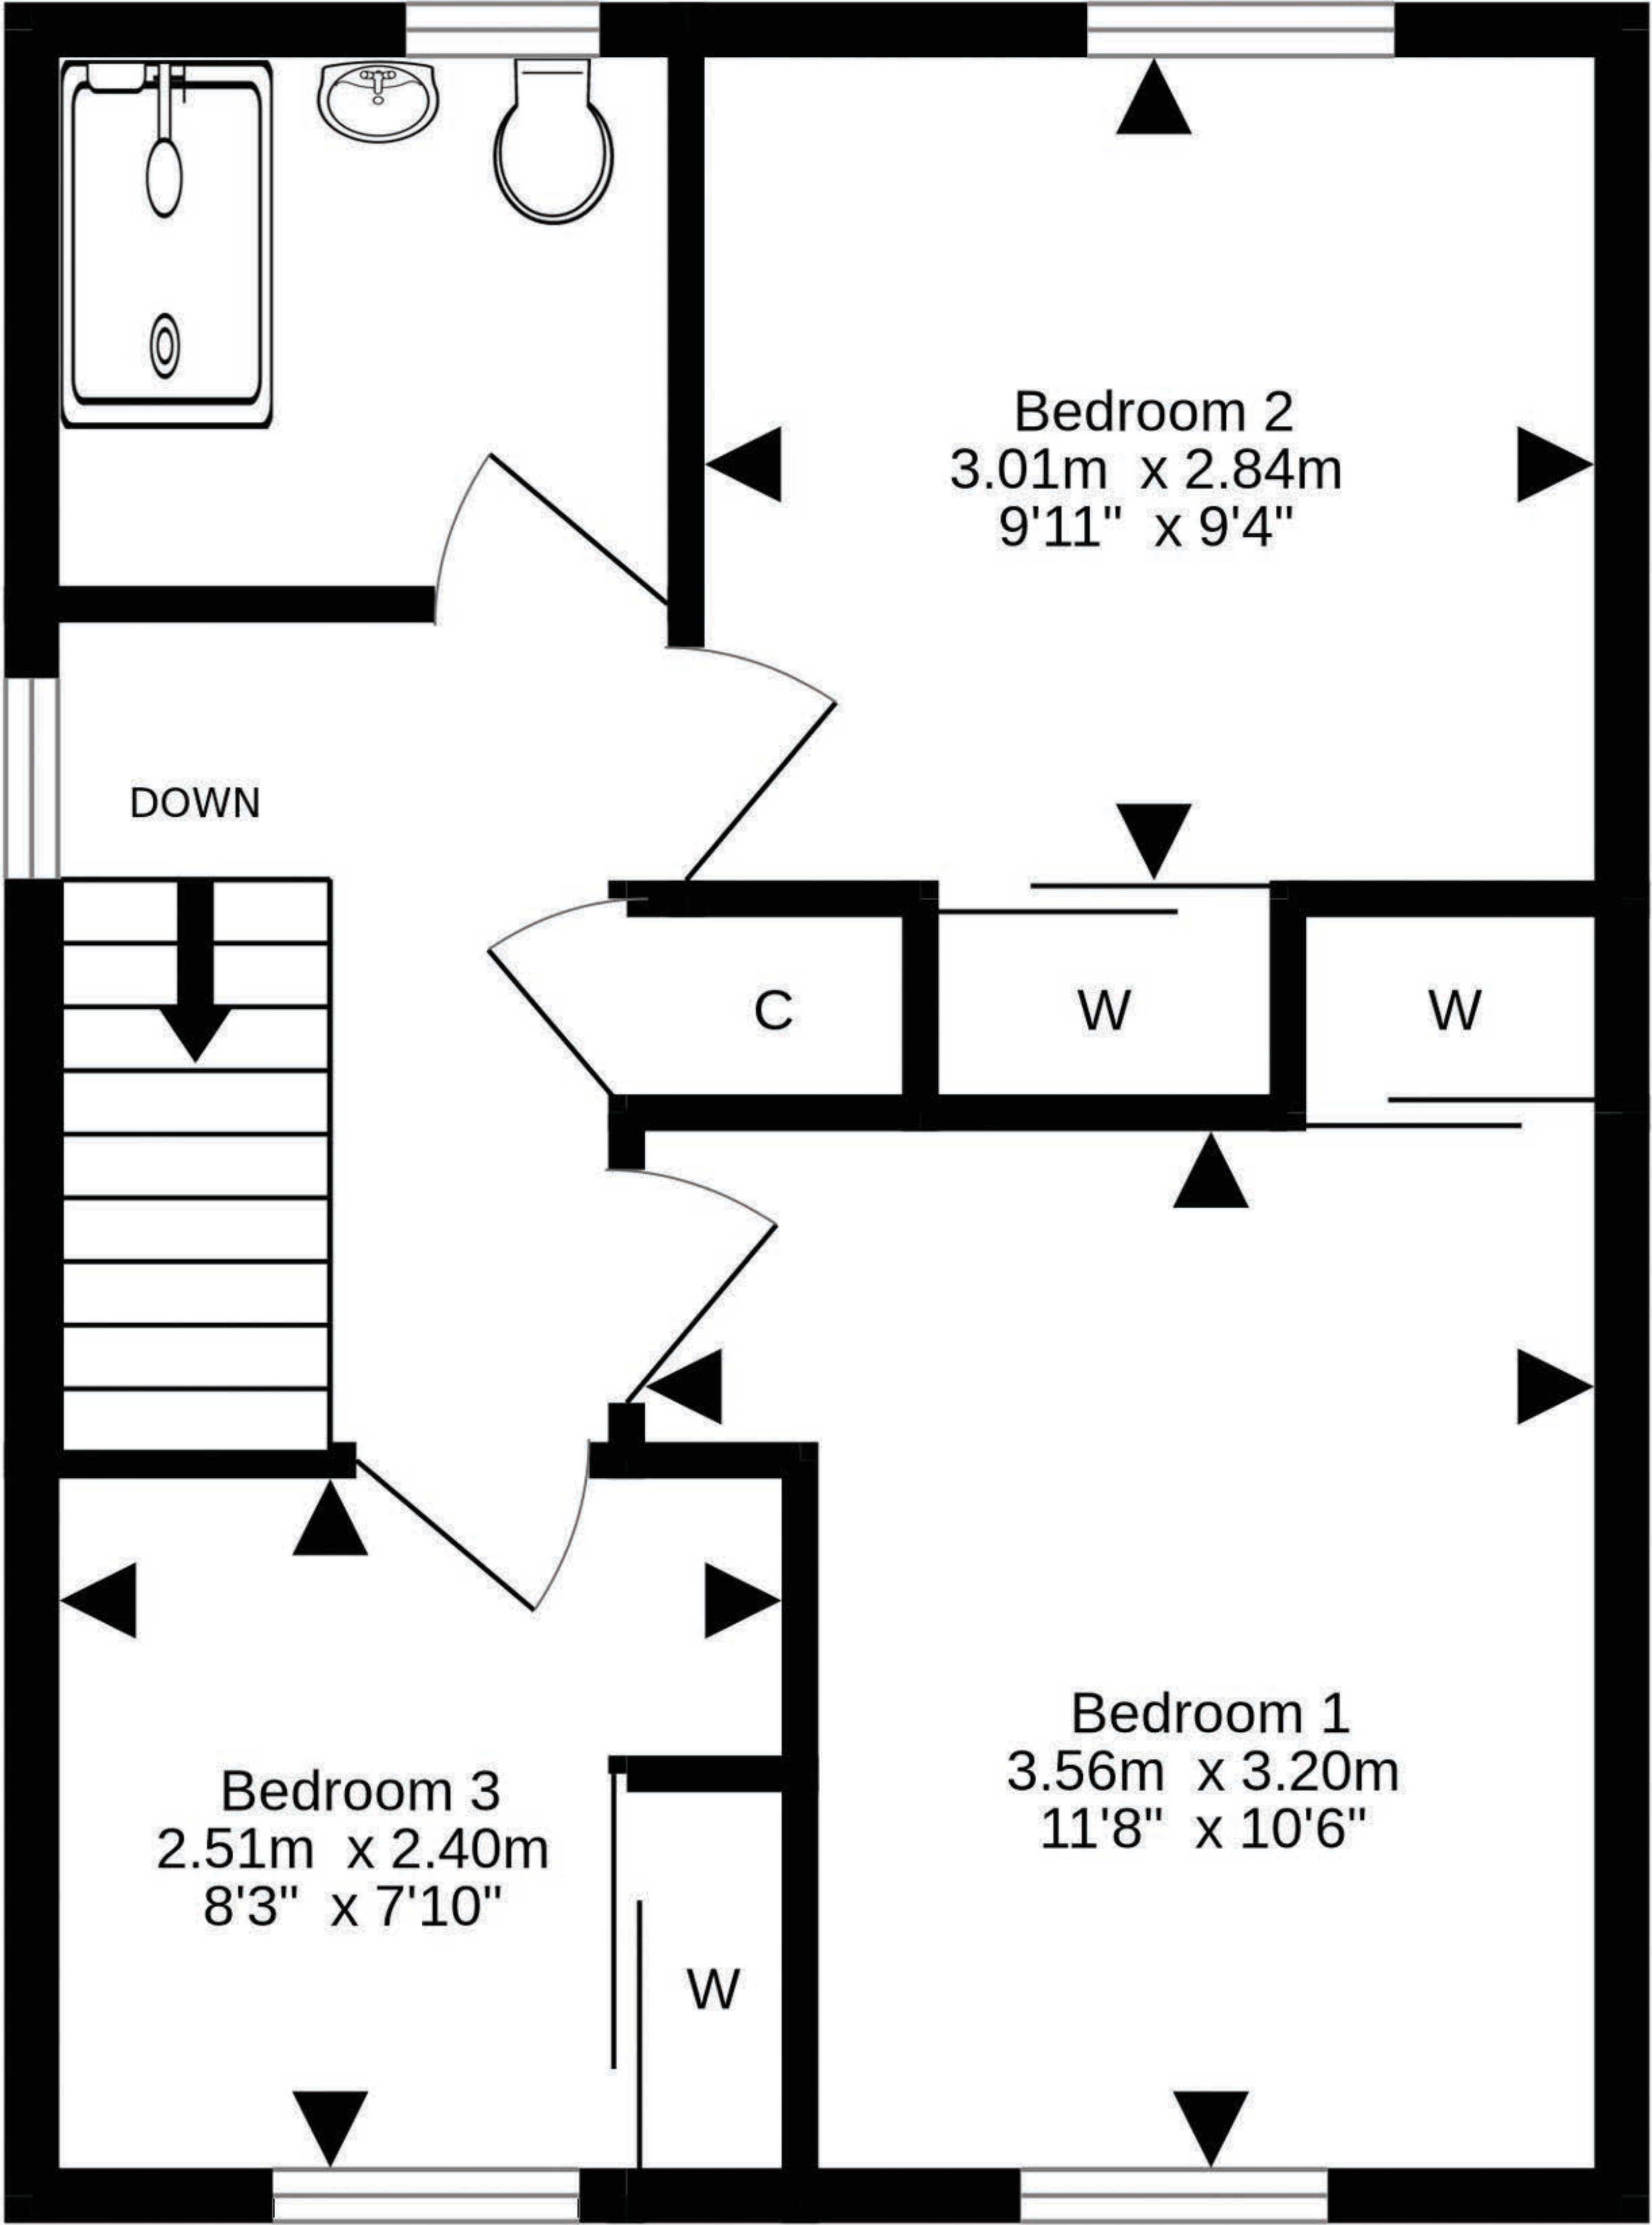 Bedroom 2
3.01m x 2.84m
9'11" x 9'4"
DOWN
C
W
W
Bedroom 1
3.56m x 3.20m
11'8" x 10'6"
Bedroom 3
2.51m x 2.40m
8'3" x 7'10"
W